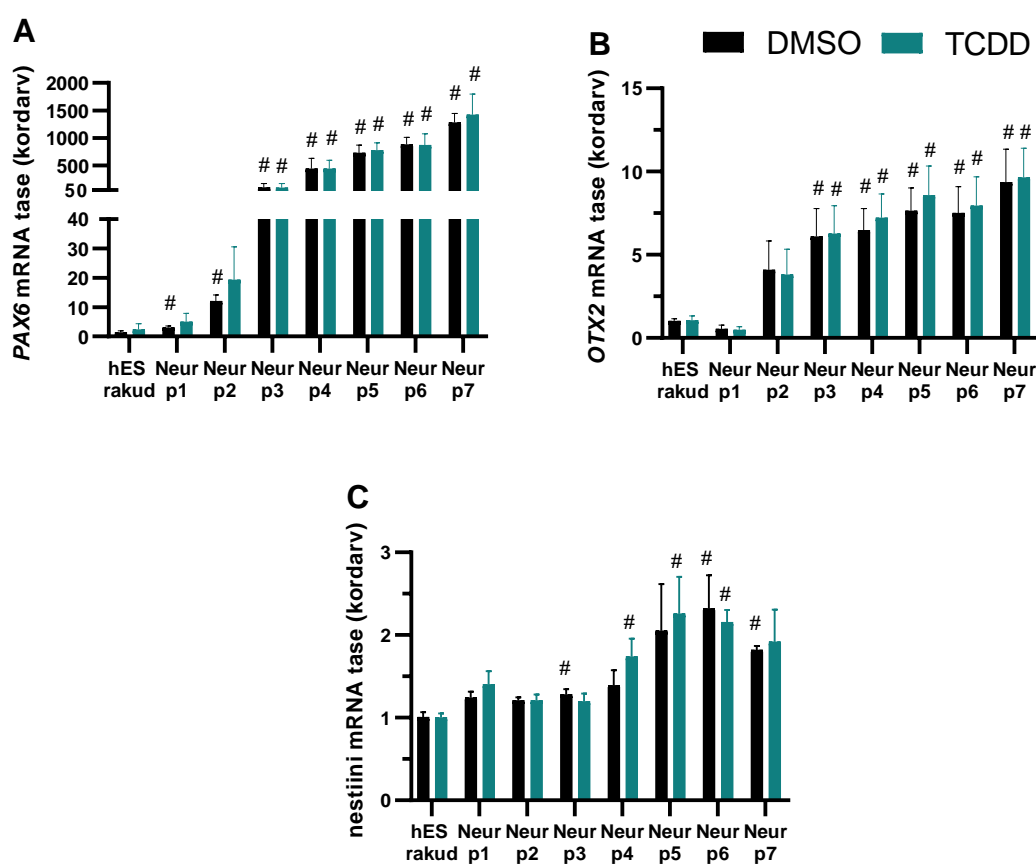 A
B
DMSO TCDD
PAX6 mRNA tase (kordarv)
2000
1500
1000
500
50
40
30
20
10
0
# # # # # # # # # # # #
hES rakud
Neur p1
Neur p2
Neur p3
Neur p4
Neur p5
Neur p6
Neur p7
OTX2 mRNA tase (kordarv)
15
10
5
0
# # # # # # # # # #
hES rakud
Neur p1
Neur p2
Neur p3
Neur p4
Neur p5
Neur p6
Neur p7
C
nestiini mRNA tase (kordarv)
3
2
1
0
# # # # # #
hES rakud
Neur p1
Neur p2
Neur p3
Neur p4
Neur p5
Neur p6
Neur p7